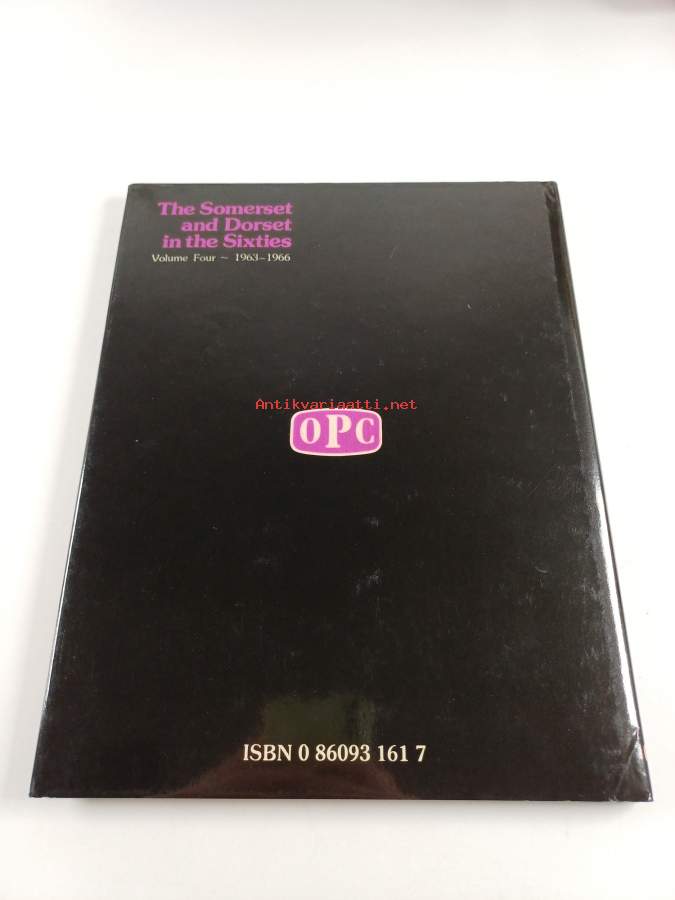 The Somerset
and Dorset
in the Sixties
Volume Four ~ 1963–1966
Antikvariaatti.net
OPC
ISBN 0 86093 161 7